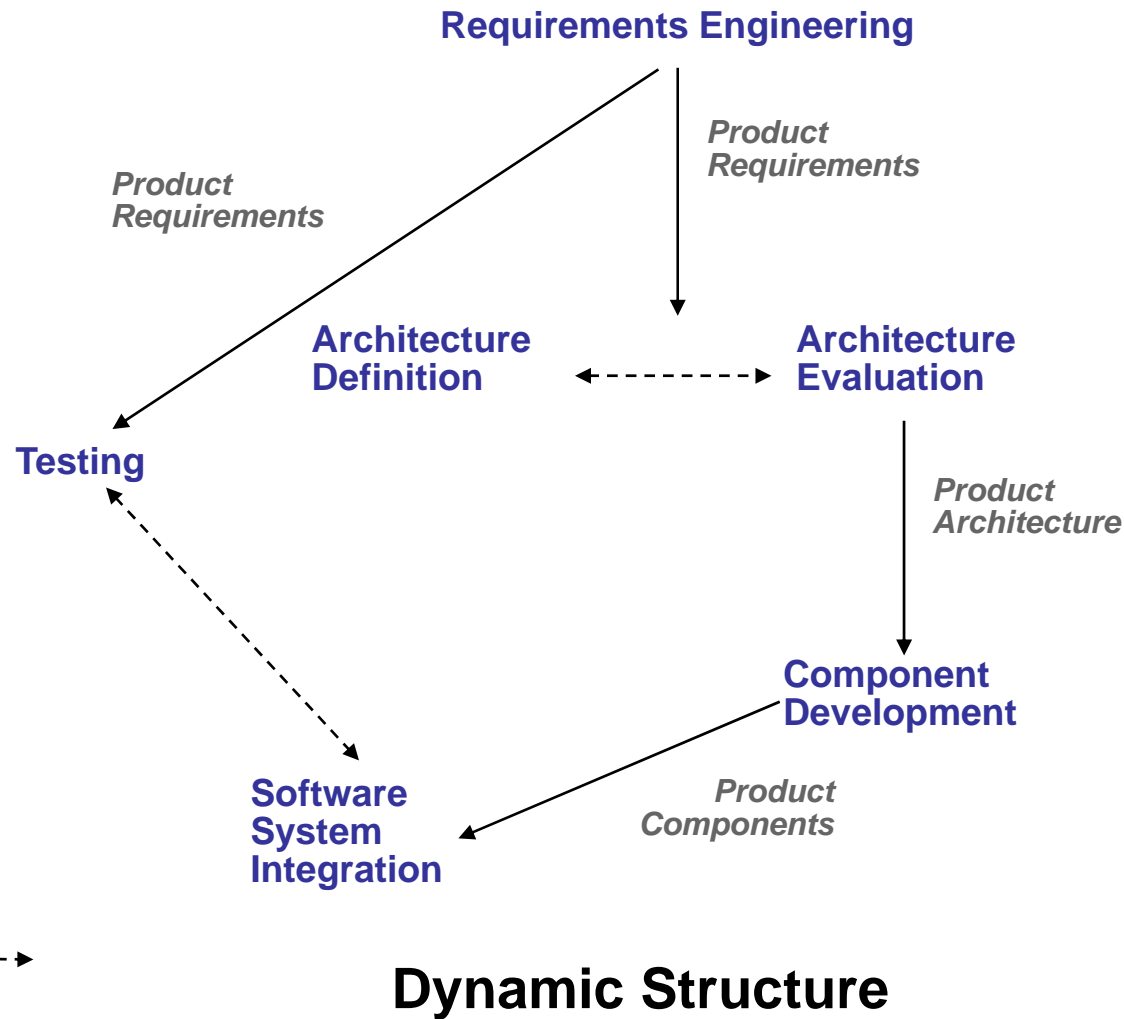 Requirements Engineering
Product
Requirements
Product
Requirements
Architecture
Definition
Architecture
Evaluation
Testing
Product
Architecture
Component
Development
Software
System
Integration
Product
Components
Dynamic Structure